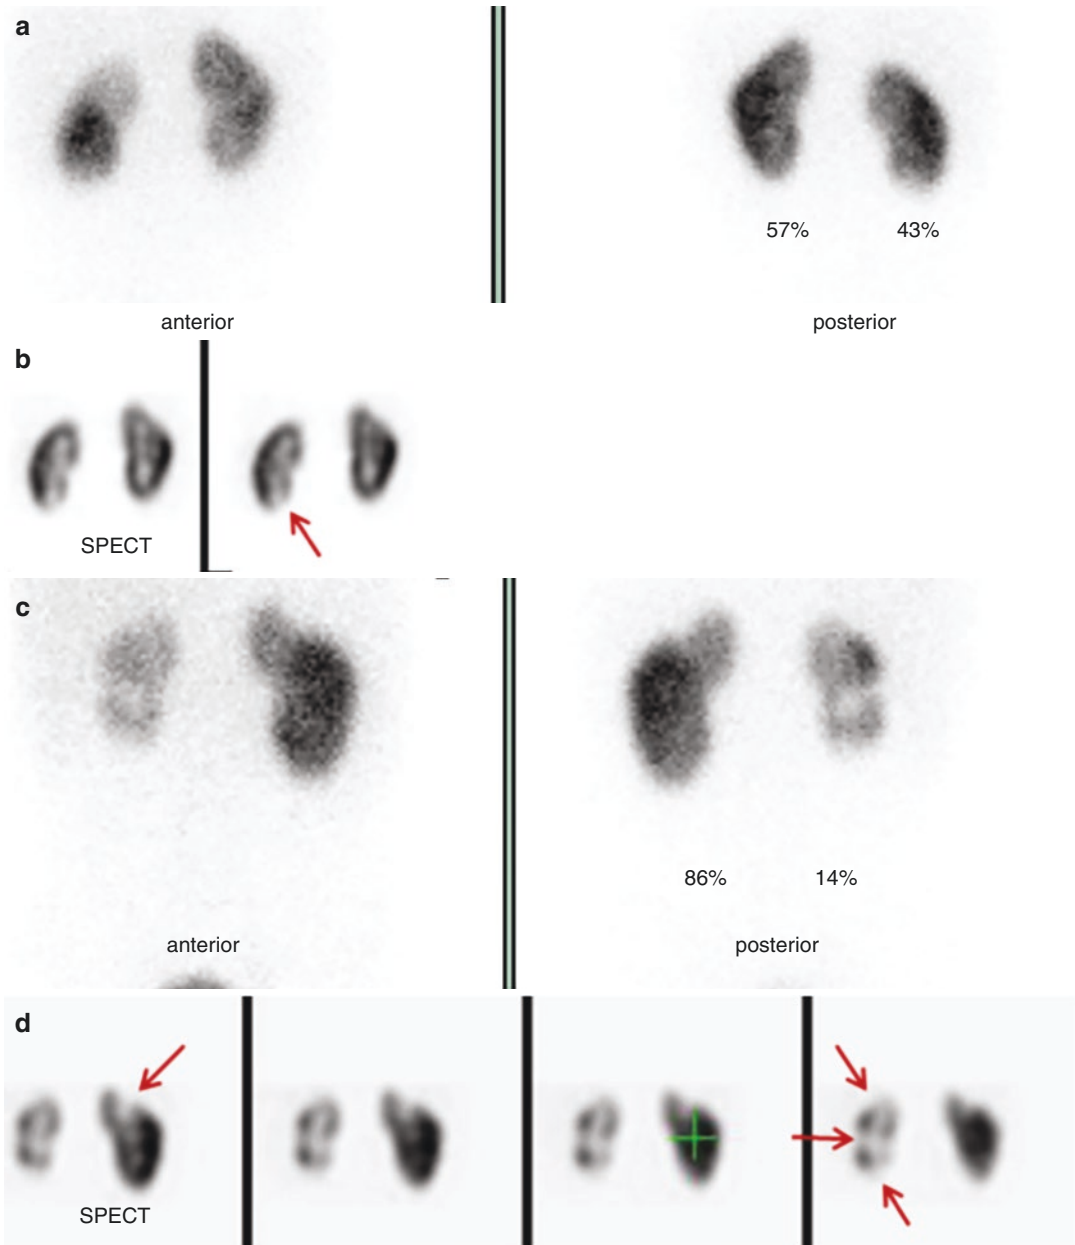 a
57% 43%
anterior posterior
b
SPECT
c
86% 14%
anterior posterior
d
SPECT